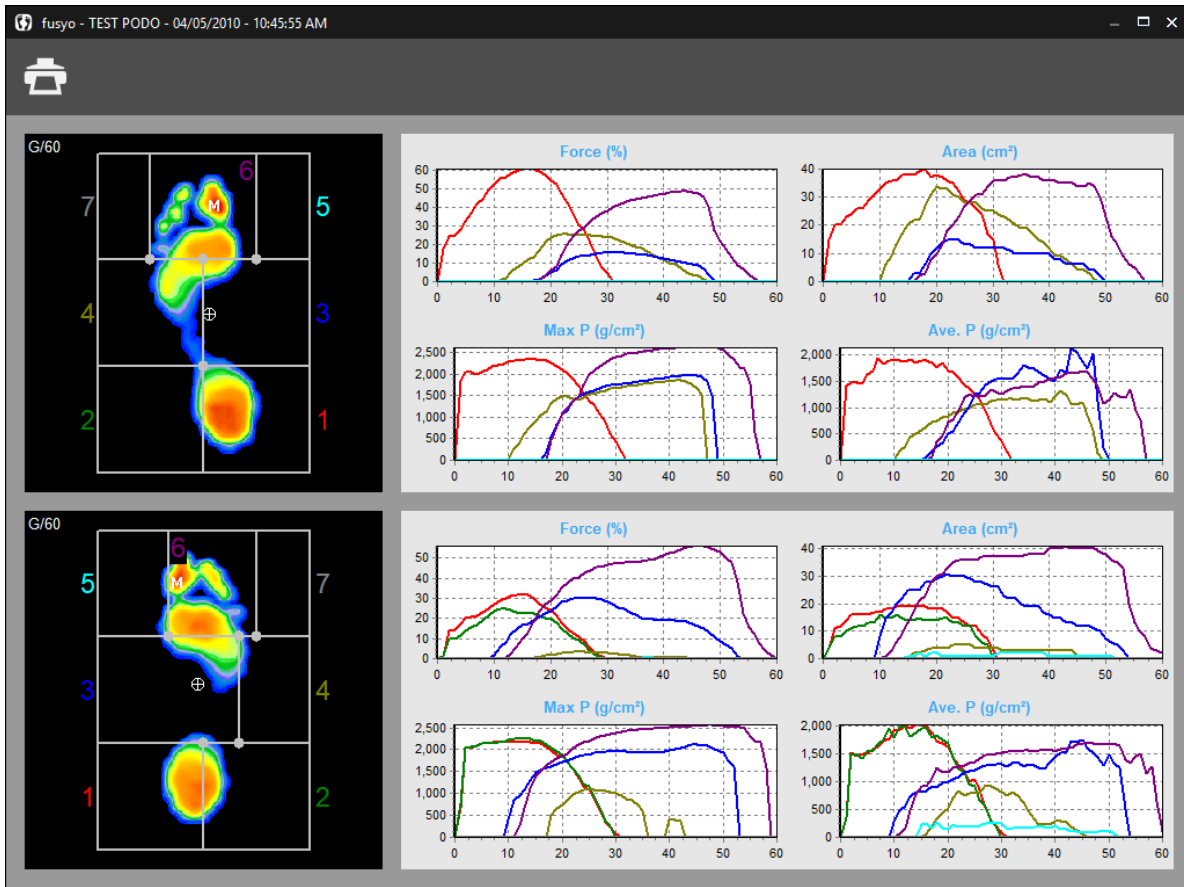 fusyo - TEST PODO - 04/05/2010 - 10:45:55 AM
G/60
6
7
M
5
4
3
2
1
Force (%)
60
50
40
30
20
10
0
0 10 20 30 40 50 60
Area (cm²)
40
30
20
10
0
0 10 20 30 40 50 60
Max P (g/cm²)
2,500
2,000
1,500
1,000
500
0
0 10 20 30 40 50 60
Ave. P (g/cm²)
2,000
1,500
1,000
500
0
0 10 20 30 40 50 60
G/60
6
5
M
7
3
4
1
2
Force (%)
50
40
30
20
10
0
0 10 20 30 40 50 60
Area (cm²)
40
30
20
10
0
0 10 20 30 40 50 60
Max P (g/cm²)
2,500
2,000
1,500
1,000
500
0
0 10 20 30 40 50 60
Ave. P (g/cm²)
2,000
1,500
1,000
500
0
0 10 20 30 40 50 60